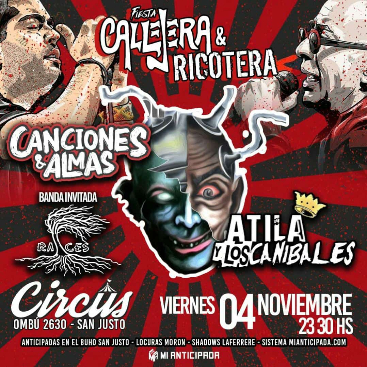 FIESTA
CALLEJERA &
RICOTERA
CANCIONES
& ALMAS
BANDA INVITADA
RAICES
ATILA
Y LOS CANIBALES
Circus
OMBÚ 2630 - SAN JUSTO
VIERNES 04 NOVIEMBRE
23 30 HS
ANTICIPADAS EN EL BUHO SAN JUSTO - LOCURAS MORON - SHADOWS LAFERRERE - SISTEMA MIANTICIPADA.COM
MI ANTICIPADA